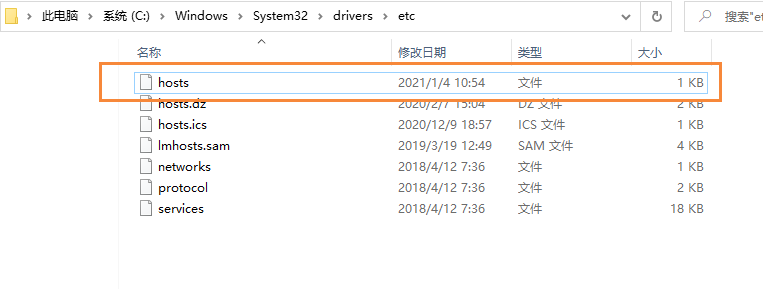 此电脑 › 系统 (C:) › Windows › System32 › drivers › etc
搜索"et
名称 修改日期 类型 大小
hosts 2021/1/4 10:54 文件 1 KB
hosts.dz 2020/2/7 15:04 DZ 文件 2 KB
hosts.ics 2020/12/9 18:57 ICS 文件 1 KB
lmhosts.sam 2019/3/19 12:49 SAM 文件 4 KB
networks 2018/4/12 7:36 文件 1 KB
protocol 2018/4/12 7:36 文件 2 KB
services 2018/4/12 7:36 文件 18 KB